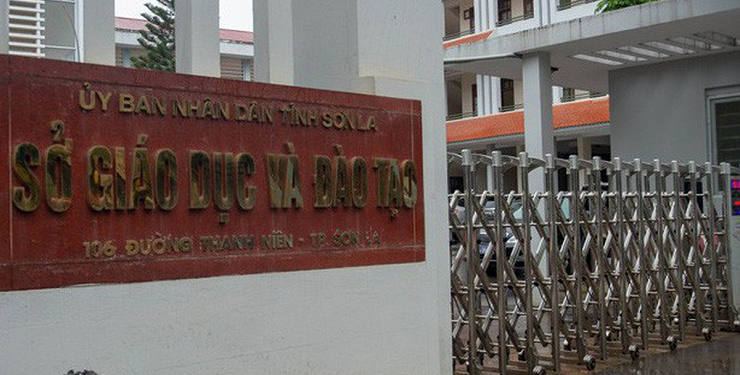 ỦY BAN NHÂN DÂN TỈNH SƠN LA
SỞ GIÁO DỤC VÀ ĐÀO TẠO
106 ĐƯỜNG THANH NIÊN - TP. SƠN LA